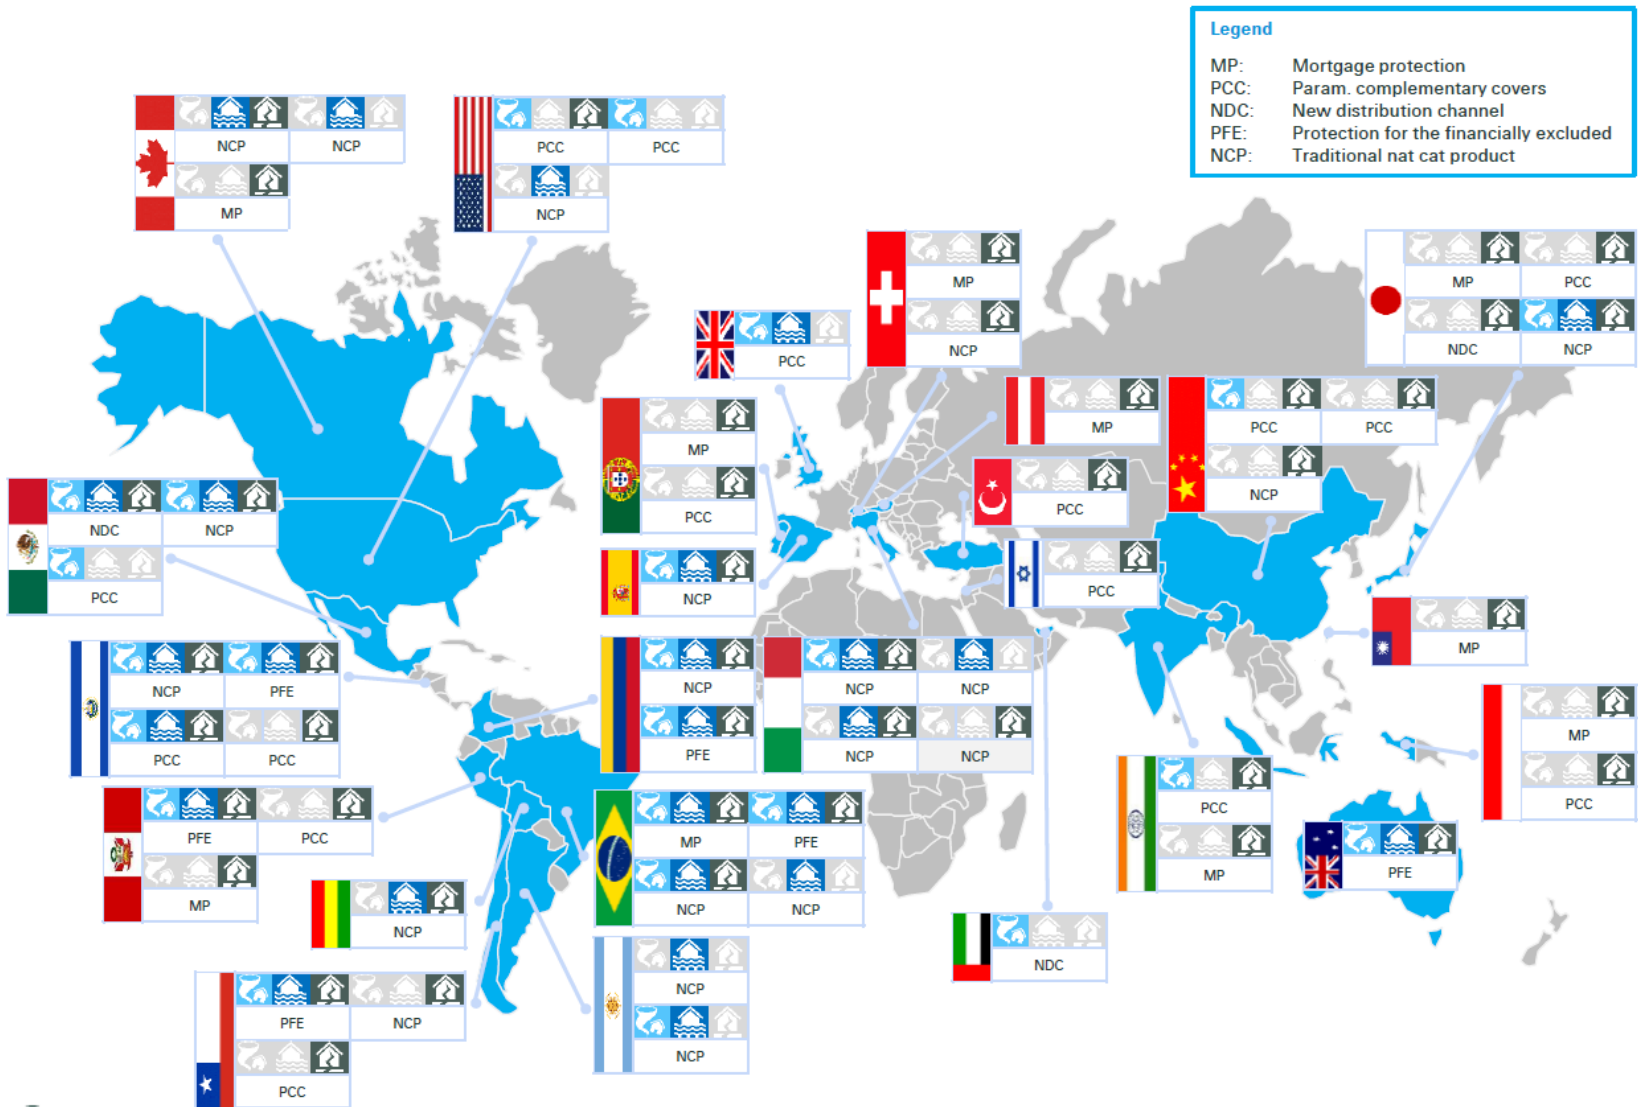 Legend
MP: Mortgage protection
PCC: Param. complementary covers
NDC: New distribution channel
PFE: Protection for the financially excluded
NCP: Traditional nat cat product
NCP NCP
MP
PCC PCC
NCP
MP
NCP
MP PCC
NDC NCP
PCC
MP
PCC
MP
PCC PCC
NCP
PCC
NDC NCP
PCC
NCP
PCC
MP
NCP PFE
PCC PCC
NCP
PFE
NCP NCP
NCP NCP
MP
PCC
PFE PCC
MP
MP PFE
NCP NCP
PCC
MP
PFE
NCP
NDC
NCP
NCP
PFE NCP
PCC